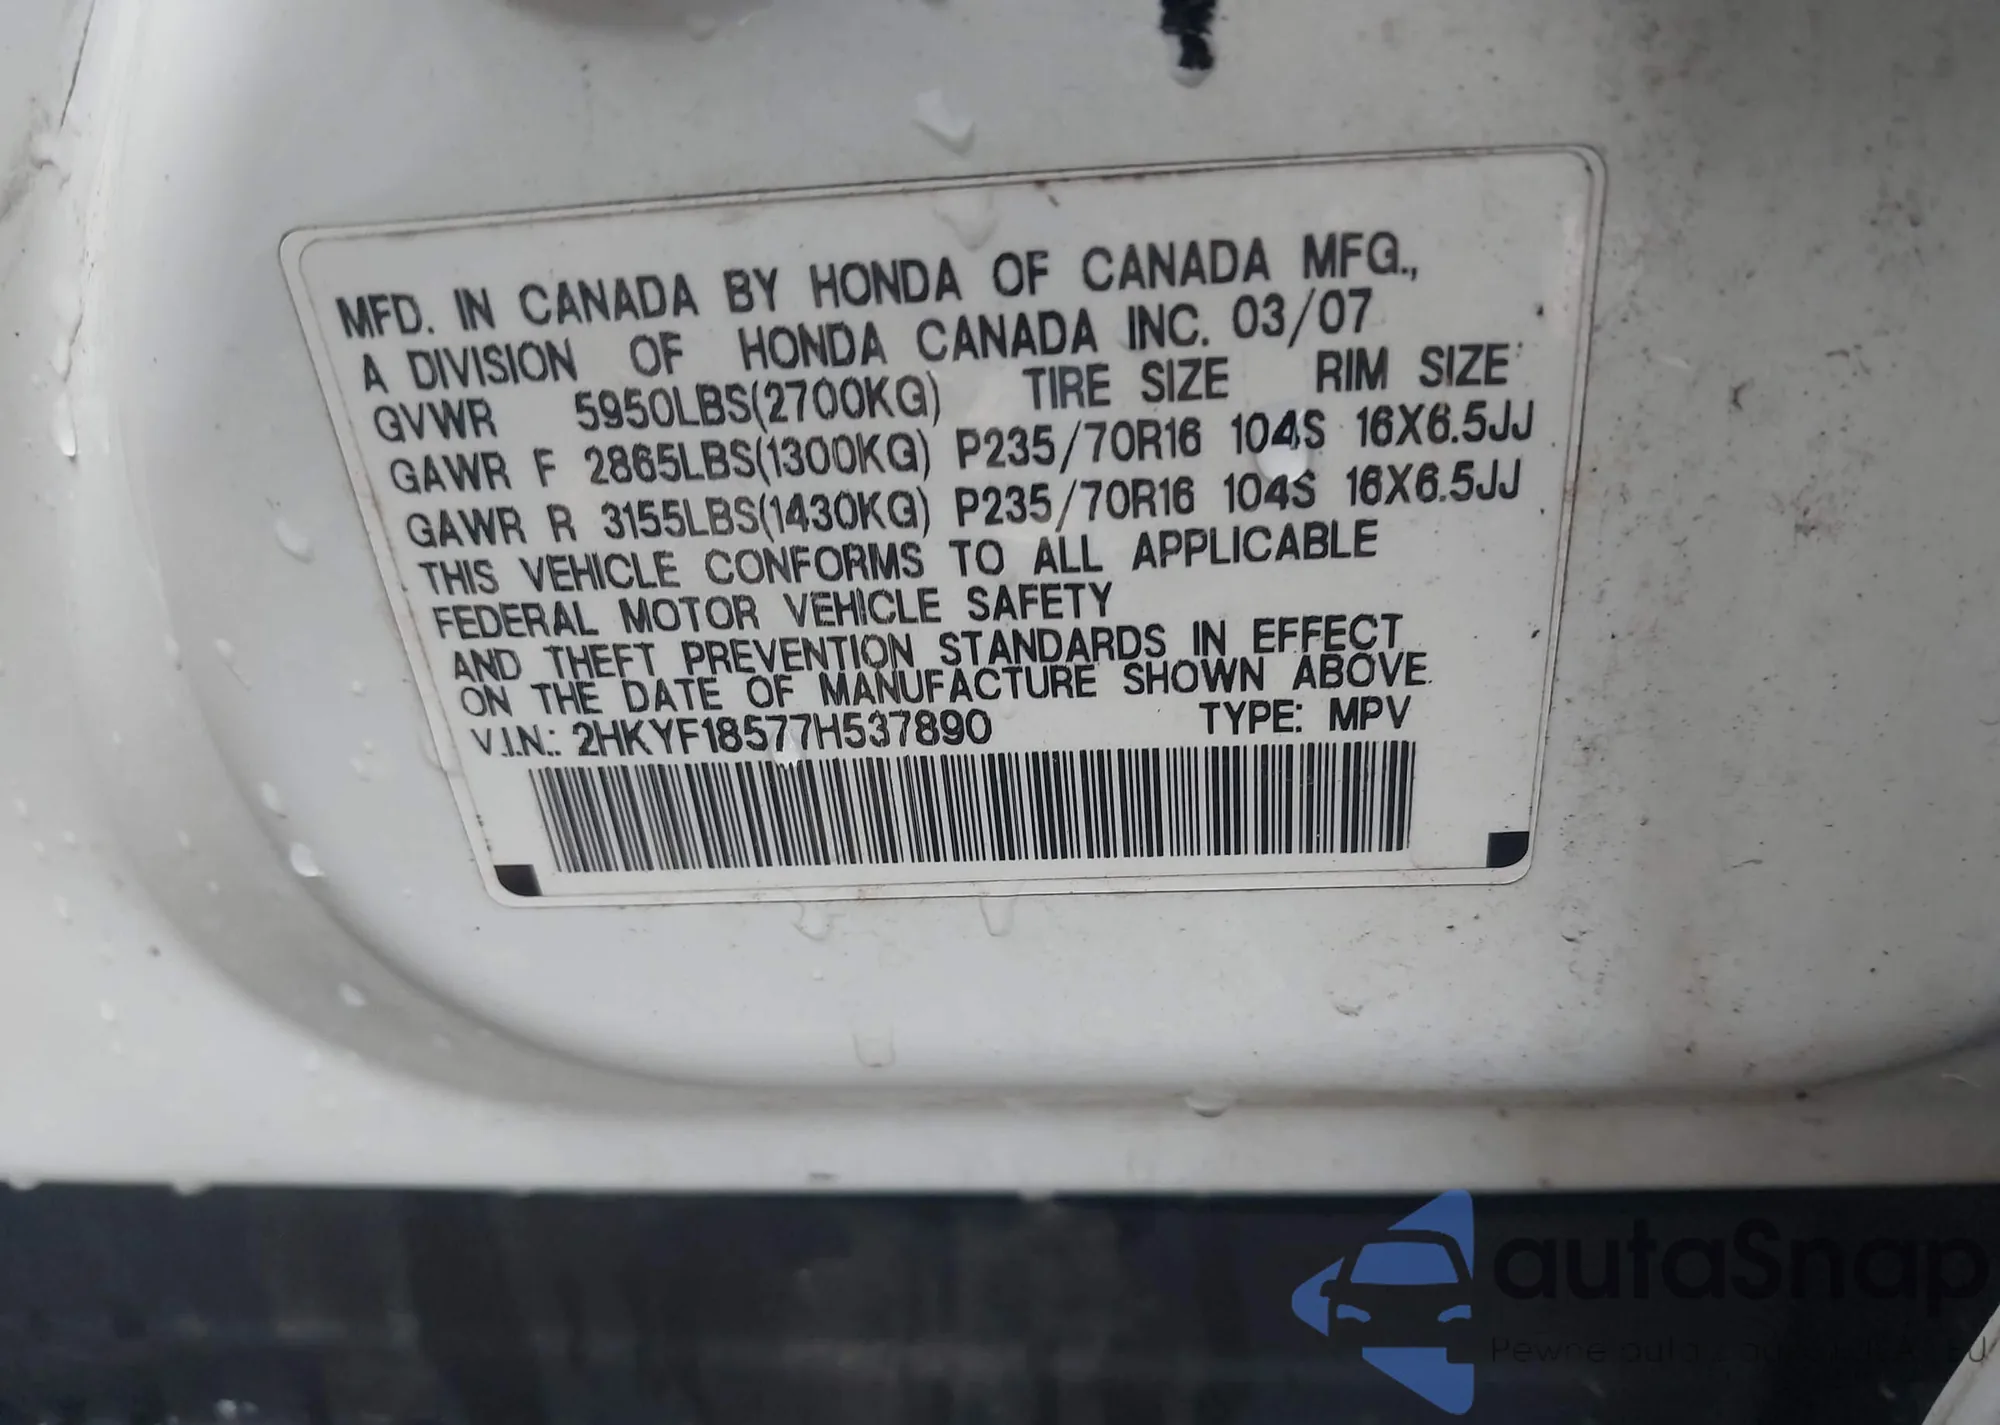 MFD. IN CANADA BY HONDA OF CANADA MFG.,
A DIVISION OF HONDA CANADA INC. 03/07
GVWR 5950LBS(2700KG) TIRE SIZE RIM SIZE
GAWR F 2865LBS(1300KG) P235/70R16 104S 16X6.5JJ
GAWR R 3155LBS(1430KG) P235/70R16 104S 16X6.5JJ
THIS VEHICLE CONFORMS TO ALL APPLICABLE
FEDERAL MOTOR VEHICLE SAFETY
AND THEFT PREVENTION STANDARDS IN EFFECT
ON THE DATE OF MANUFACTURE SHOWN ABOVE.
V.I.N.: 2HKYF18577H537890 TYPE: MPV
autaSnap
Pewne auta